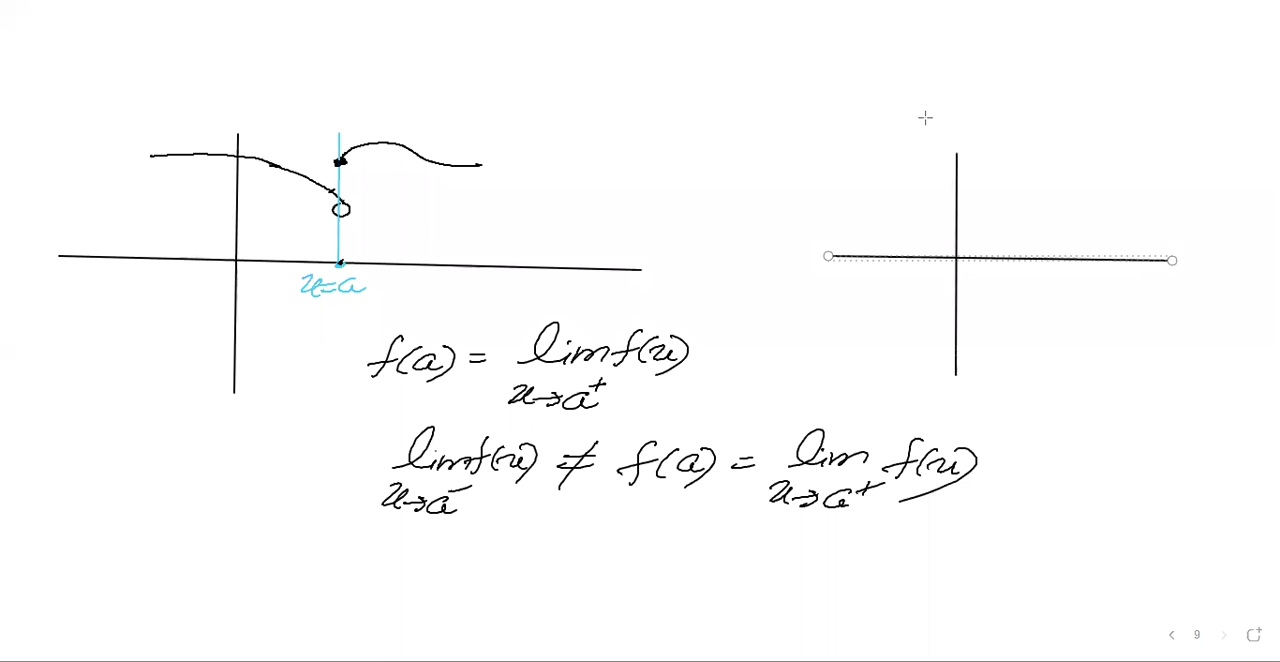 x=a
f(a) = lim f(x)
x→a⁺
lim f(x) ≠ f(a) = lim f(x)
x→a⁻ x→a⁺
9